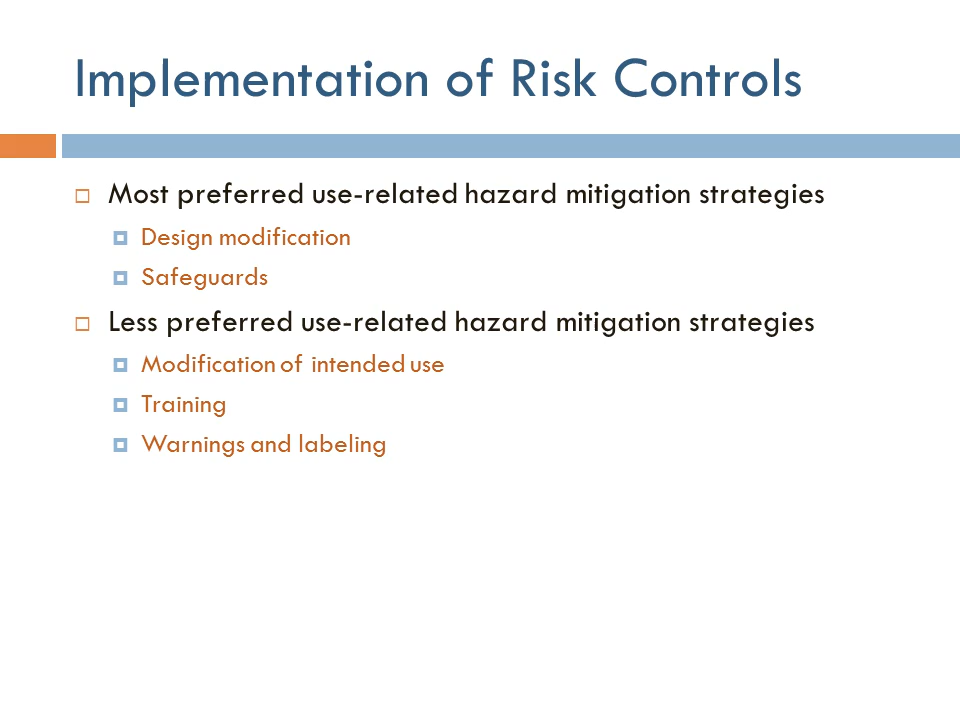 Implementation of Risk Controls
Most preferred use-related hazard mitigation strategies
Design modification
Safeguards
Less preferred use-related hazard mitigation strategies
Modification of intended use
Training
Warnings and labeling